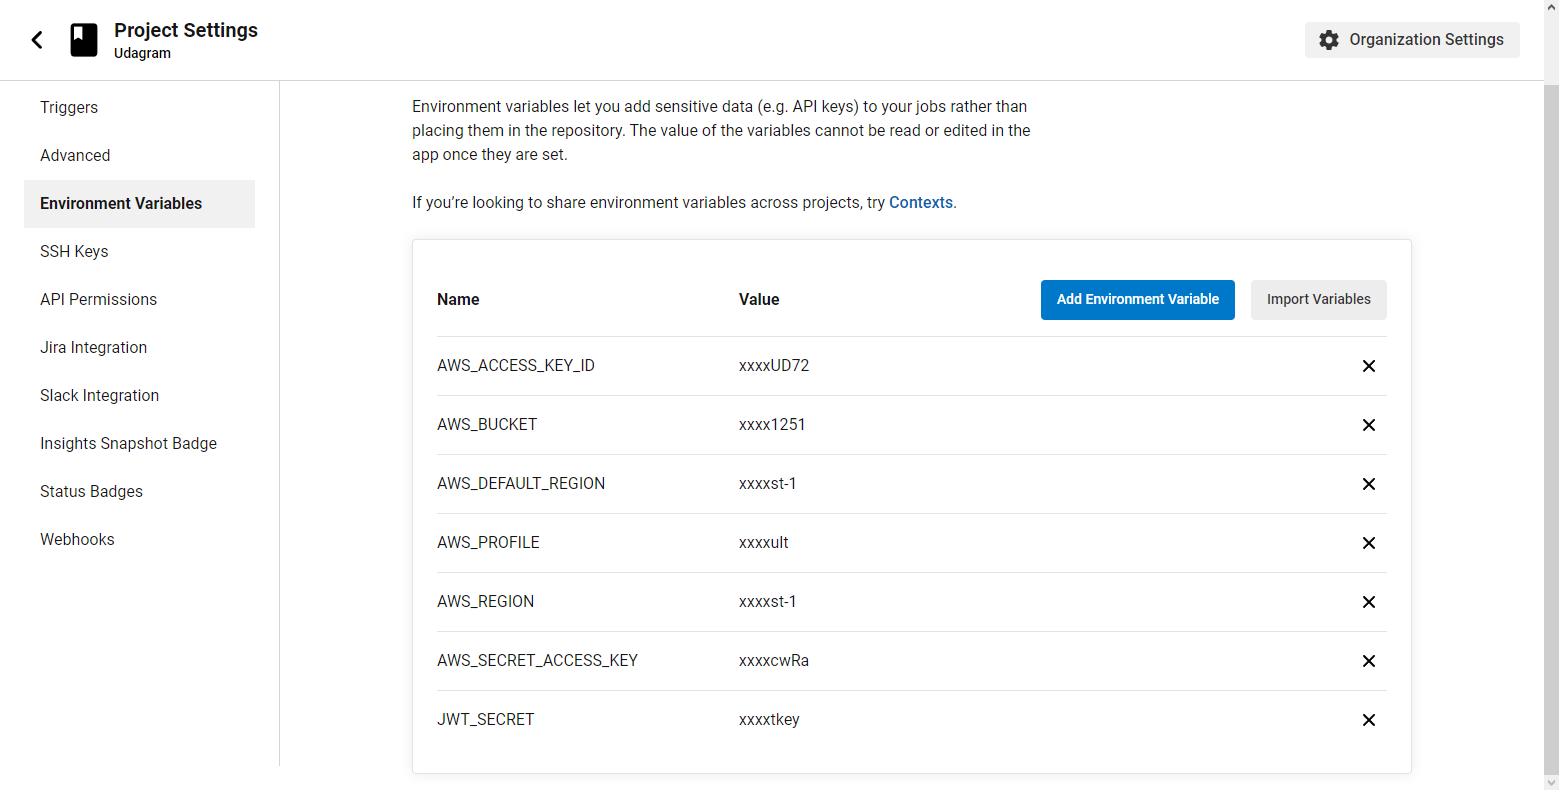 Project Settings
Udagram
Organization Settings
Triggers
Advanced
Environment Variables
SSH Keys
API Permissions
Jira Integration
Slack Integration
Insights Snapshot Badge
Status Badges
Webhooks
Environment variables let you add sensitive data (e.g. API keys) to your jobs rather than
placing them in the repository. The value of the variables cannot be read or edited in the
app once they are set.
If you’re looking to share environment variables across projects, try Contexts.
Name Value Add Environment Variable Import Variables
AWS_ACCESS_KEY_ID xxxxUD72
AWS_BUCKET xxxx1251
AWS_DEFAULT_REGION xxxxst-1
AWS_PROFILE xxxxult
AWS_REGION xxxxst-1
AWS_SECRET_ACCESS_KEY xxxxcwRa
JWT_SECRET xxxxtkey